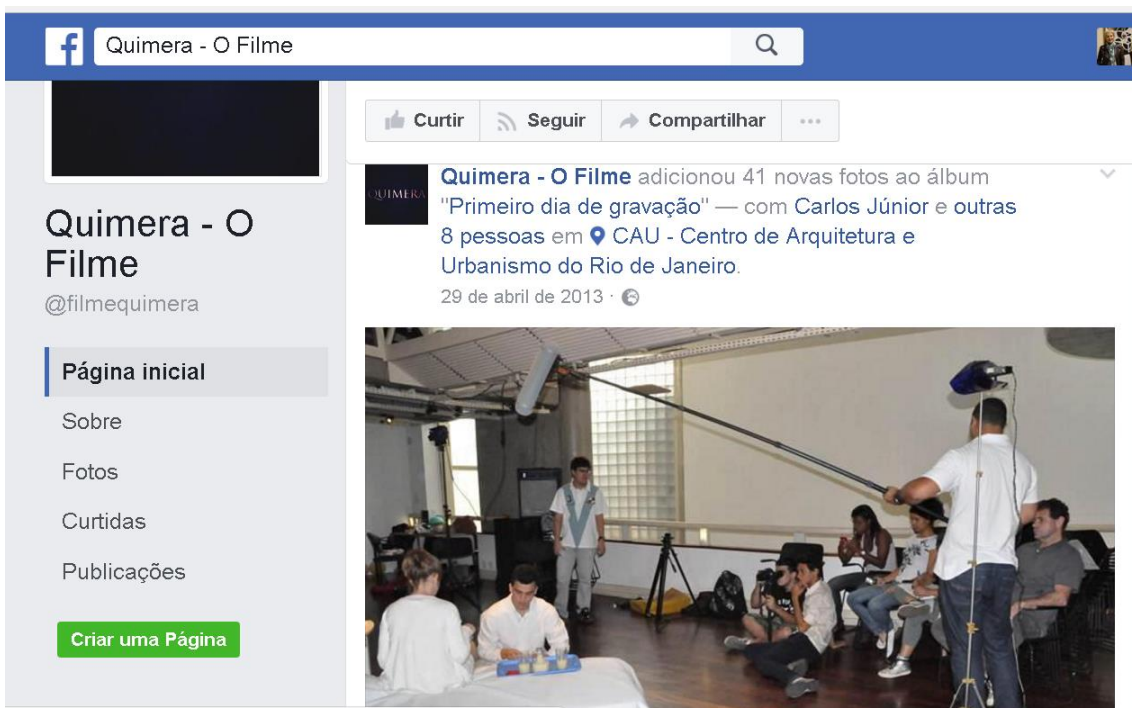 Quimera - O Filme
Curtir
Seguir
Compartilhar
QUIMERA
Quimera - O Filme adicionou 41 novas fotos ao álbum
"Primeiro dia de gravação" — com Carlos Júnior e outras
8 pessoas em CAU - Centro de Arquitetura e
Urbanismo do Rio de Janeiro.
29 de abril de 2013 ·
Quimera - O
Filme
@filmequimera
Página inicial
Sobre
Fotos
Curtidas
Publicações
Criar uma Página